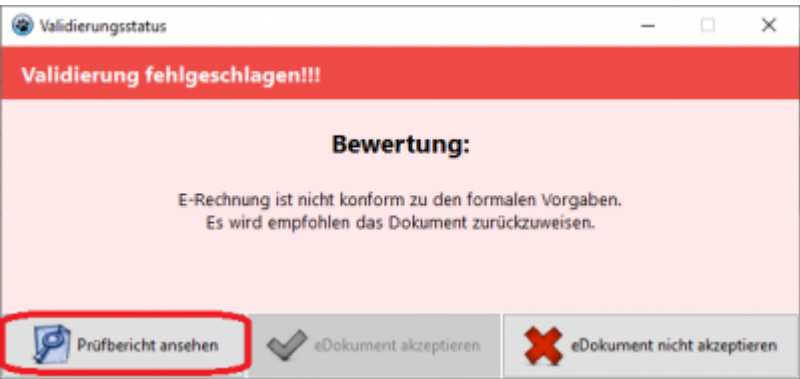 Validierungsstatus
Validierung fehlgeschlagen!!!
Bewertung:
E-Rechnung ist nicht konform zu den formalen Vorgaben.
Es wird empfohlen das Dokument zurückzuweisen.
Prüfbericht ansehen
eDokument akzeptieren
eDokument nicht akzeptieren